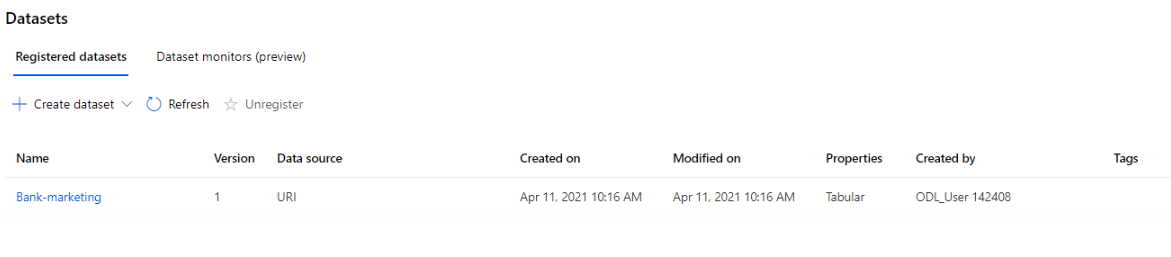 Datasets
Registered datasets Dataset monitors (preview)
Create dataset Refresh Unregister
Name Version Data source Created on Modified on Properties Created by Tags
Bank-marketing 1 URI Apr 11, 2021 10:16 AM Apr 11, 2021 10:16 AM Tabular ODL_User 142408